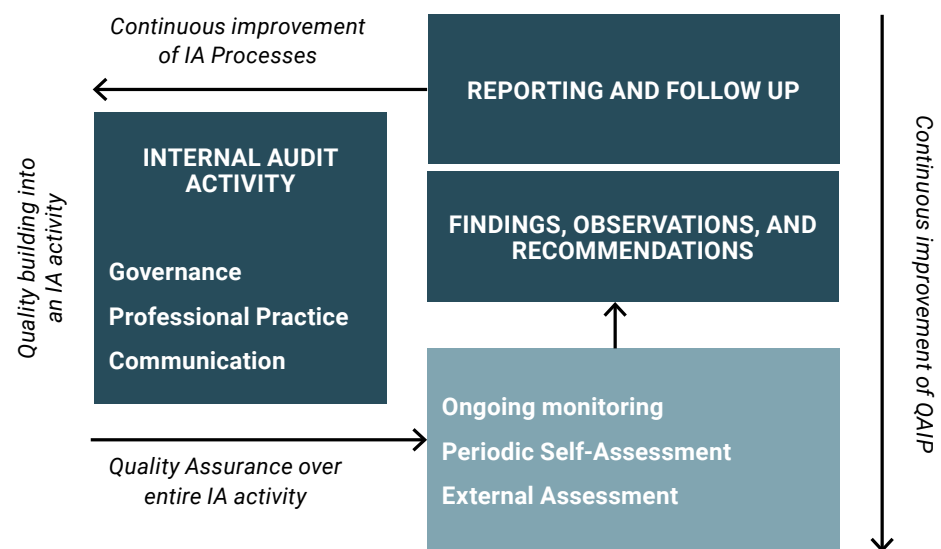 Continuous improvement
of IA Processes
REPORTING AND FOLLOW UP
Quality building into
an IA activity
INTERNAL AUDIT
ACTIVITY
Governance
Professional Practice
Communication
FINDINGS, OBSERVATIONS, AND
RECOMMENDATIONS
Continuous improvement of QAIP
Quality Assurance over
entire IA activity
Ongoing monitoring
Periodic Self-Assessment
External Assessment